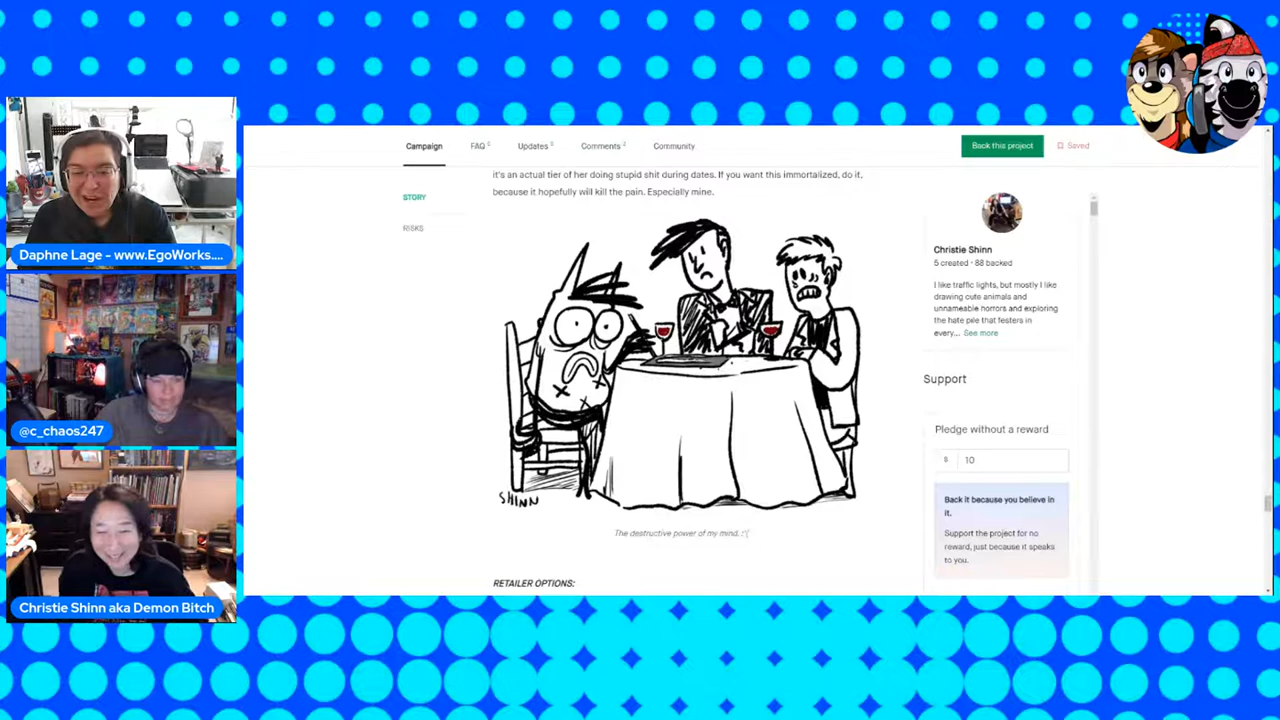 Daphne Lage - www.EgoWorks....
@c_chaos247
Christie Shinn aka Demon Bitch
Campaign
FAQ 5
Updates 3
Comments 2
Community
Back this project
Saved
STORY
RISKS
it's an actual tier of her doing stupid shit during dates. If you want this immortalized, do it,
because it hopefully will kill the pain. Especially mine.
SHINN
The destructive power of my mind. :'(
RETAILER OPTIONS:
Christie Shinn
5 created · 88 backed
I like traffic lights, but mostly I like
drawing cute animals and
unnameable horrors and exploring
the hate pile that festers in
every... See more
Support
Pledge without a reward
$ 10
Back it because you believe in
it.
Support the project for no
reward, just because it speaks
to you.